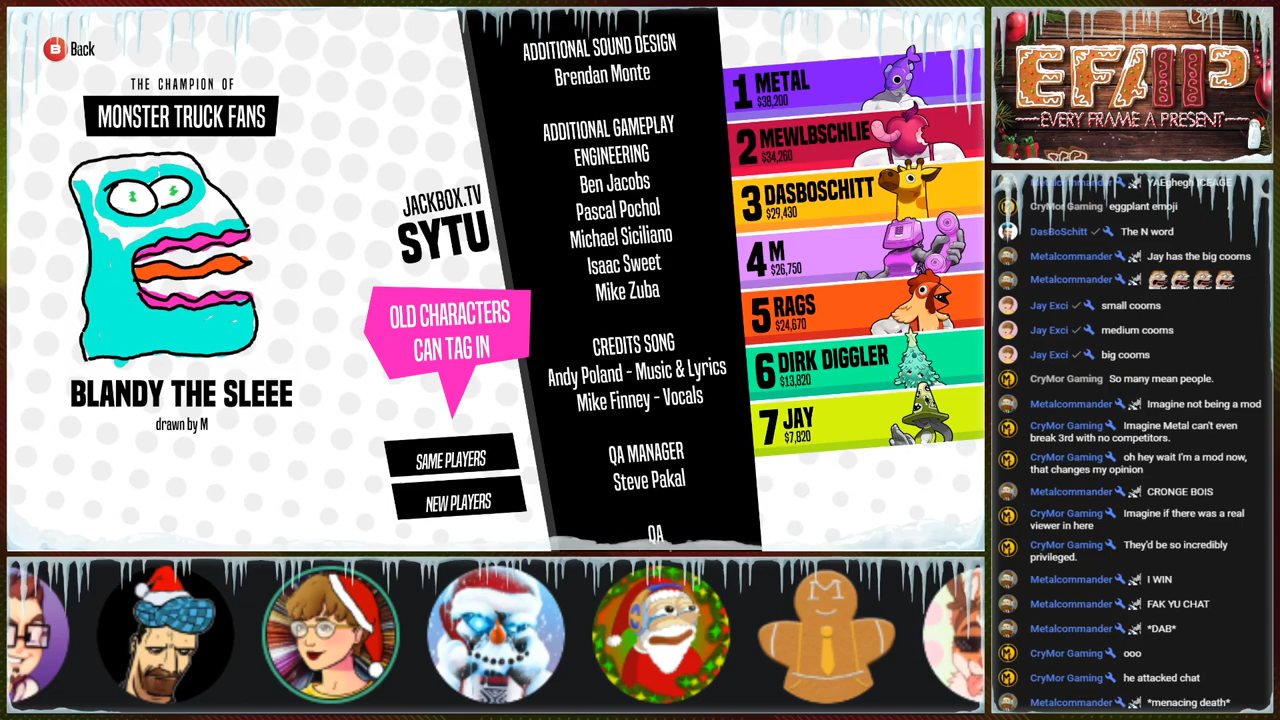 B Back
THE CHAMPION OF
MONSTER TRUCK FANS
BLANDY THE SLEEE
drawn by M
JACKBOX.TV
SYTU
OLD CHARACTERS
CAN TAG IN
SAME PLAYERS
NEW PLAYERS
ADDITIONAL SOUND DESIGN
Brendan Monte
ADDITIONAL GAMEPLAY
ENGINEERING
Ben Jacobs
Pascal Pochol
Michael Siciliano
Isaac Sweet
Mike Zuba
CREDITS SONG
Andy Poland - Music & Lyrics
Mike Finney - Vocals
QA MANAGER
Steve Pakal
QA
1 METAL
$38,200
2 MEWLBSCHLIE
$34,260
3 DASBOSCHITT
$29,430
4 M
$26,750
5 RAGS
$24,670
6 DIRK DIGGLER
$13,820
7 JAY
$7,820
EFAP
EVERY FRAME A PRESENT
Metalcommander YAEghegh ICEAGE
CryMor Gaming eggplant emoji
DasBoSchitt The N word
Metalcommander Jay has the big cooms
Metalcommander
Jay Exci small cooms
Jay Exci medium cooms
Jay Exci big cooms
CryMor Gaming So many mean people.
Metalcommander Imagine not being a mod
CryMor Gaming Imagine Metal can't even
break 3rd with no competitors.
CryMor Gaming oh hey wait I'm a mod now,
that changes my opinion
Metalcommander CRONGE BOIS
CryMor Gaming Imagine if there was a real
viewer in here
CryMor Gaming They'd be so incredibly
privileged.
Metalcommander I WIN
Metalcommander FAK YU CHAT
Metalcommander *DAB*
CryMor Gaming ooo
CryMor Gaming he attacked chat
Metalcommander *menacing death*
M